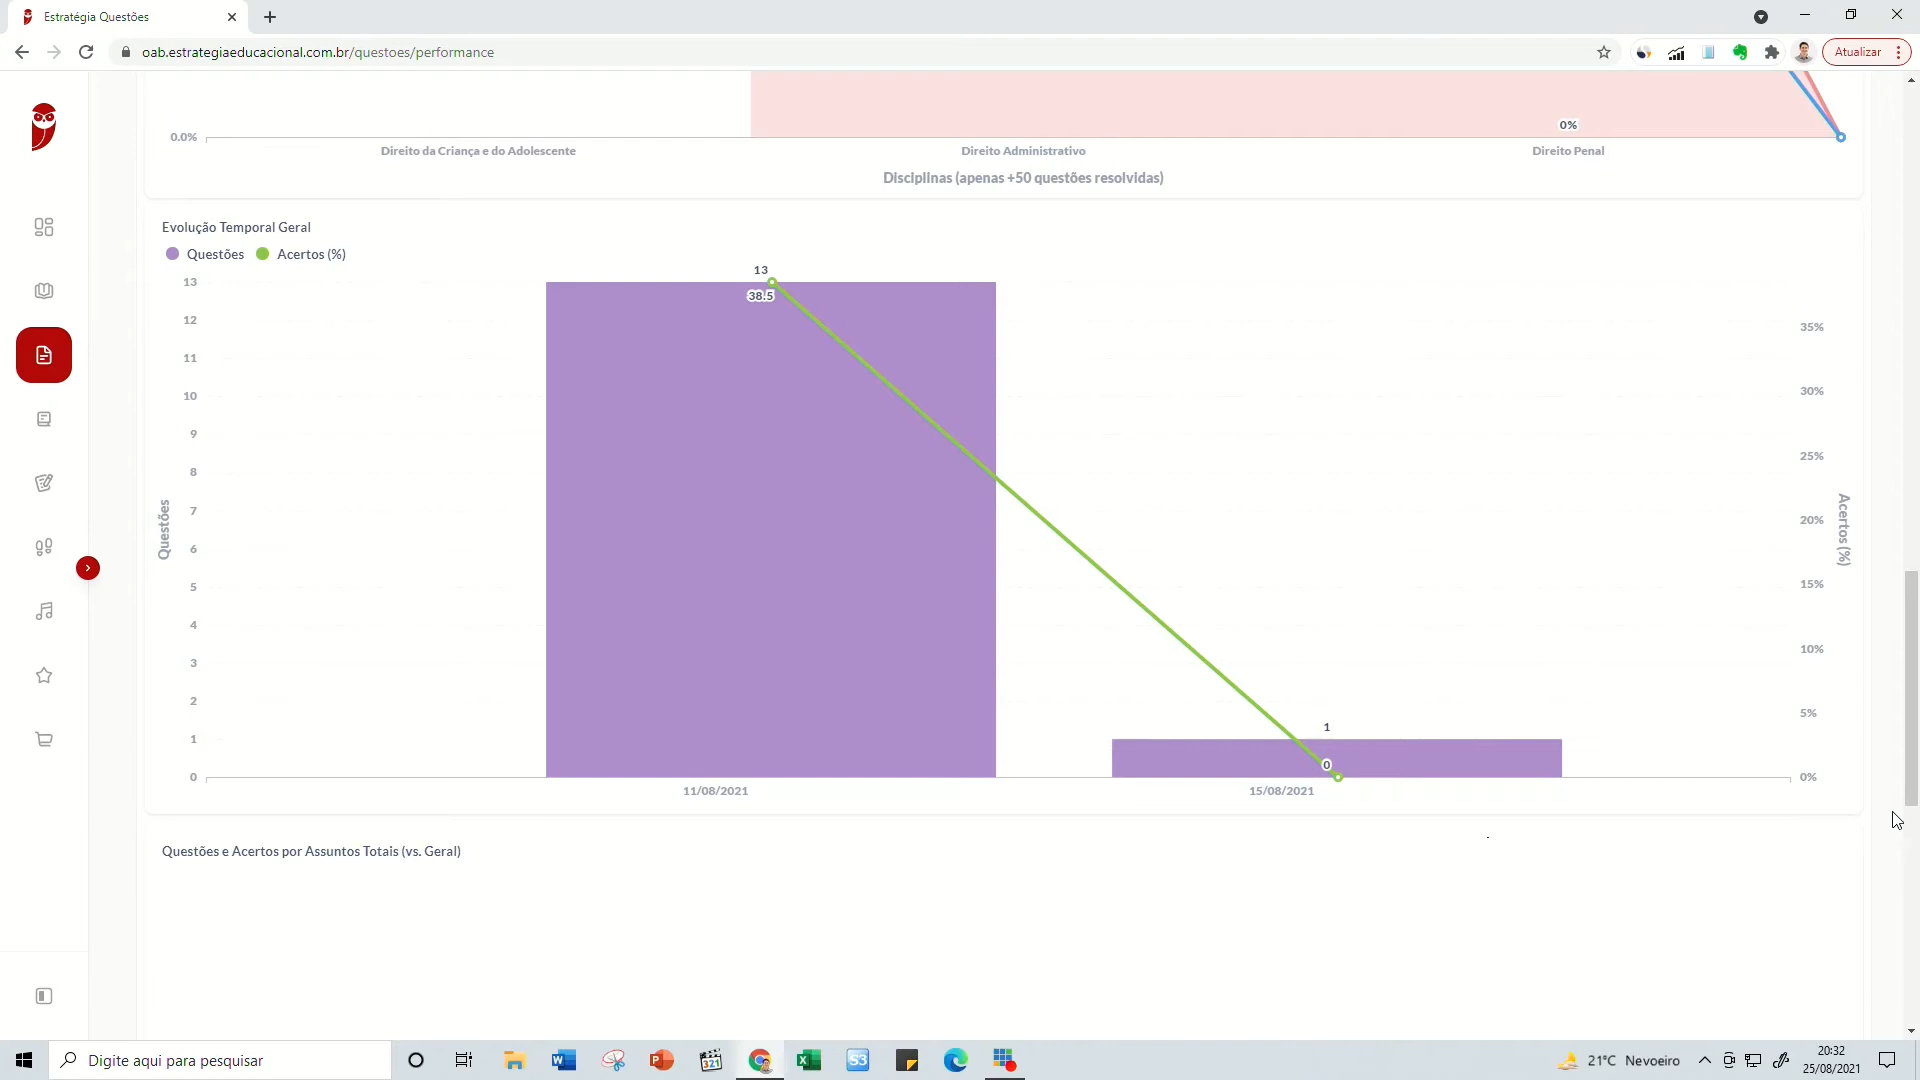 Estratégia Questões
oab.estrategiaeducacional.com.br/questoes/performance
Atualizar
0.0%
0%
Direito da Criança e do Adolescente
Direito Administrativo
Direito Penal
Disciplinas (apenas +50 questões resolvidas)
Evolução Temporal Geral
Questões
Acertos (%)
13
38.5
13
12
11
10
9
8
7
6
5
4
3
2
1
0
Questões
35%
30%
25%
20%
15%
10%
5%
0%
Acertos (%)
1
0
11/08/2021
15/08/2021
Questões e Acertos por Assuntos Totais (vs. Geral)
Digite aqui para pesquisar
W
P
321
X
S3
21°C Nevoeiro
20:32
25/08/2021